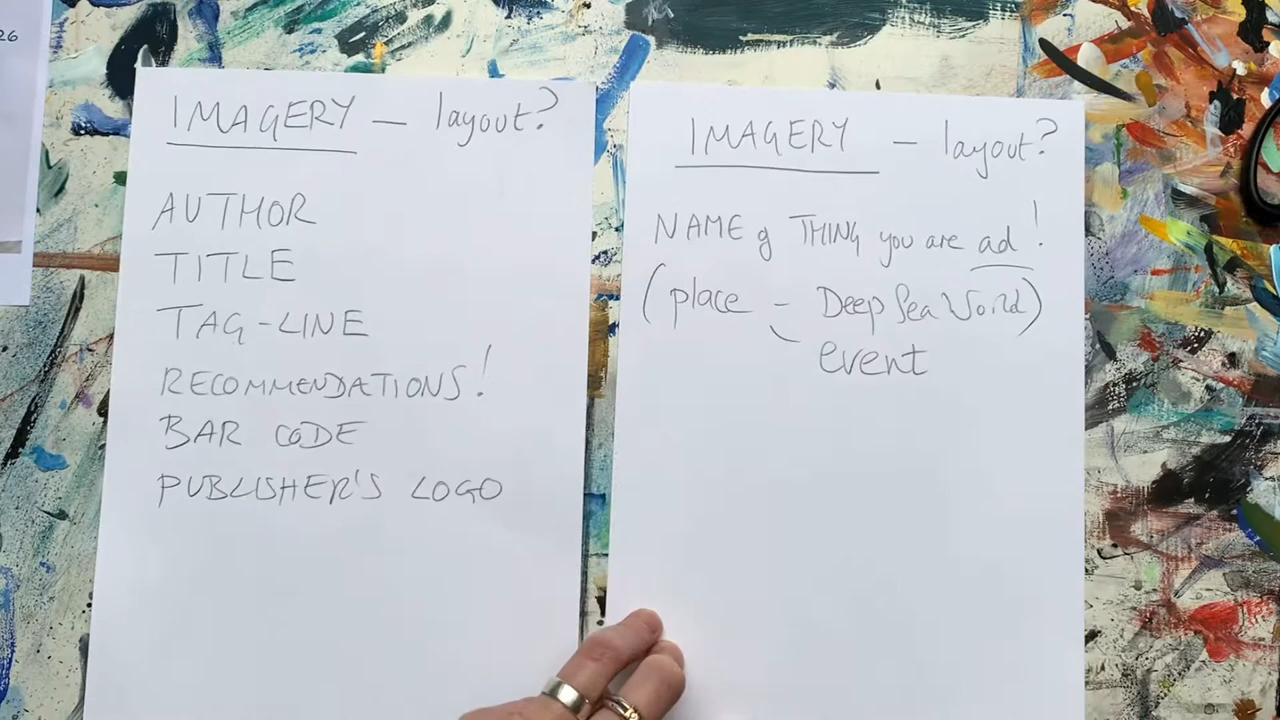 26
IMAGERY – layout?
AUTHOR
TITLE
TAG-LINE
RECOMMENDATIONS!
BAR CODE
PUBLISHER'S LOGO
IMAGERY – layout?
NAME of THING you are ad!
(place – Deep Sea World)
– event